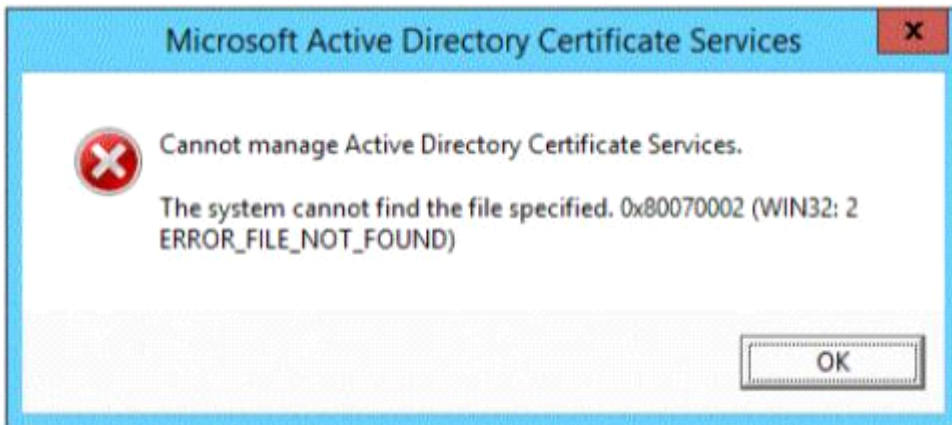 Microsoft Active Directory Certificate Services
x
Cannot manage Active Directory Certificate Services.
The system cannot find the file specified. 0x80070002 (WIN32: 2
ERROR_FILE_NOT_FOUND)
OK